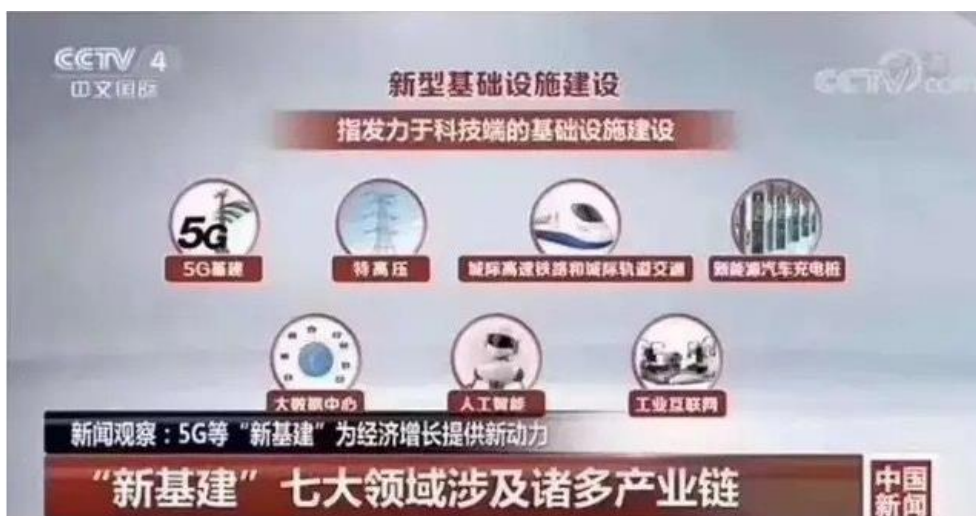 CCTV 4
中文国际
CCTV.com
新型基础设施建设
指发力于科技端的基础设施建设
5G
5G基建
特高压
城际高速铁路和城际轨道交通
新能源汽车充电桩
大数据中心
人工智能
工业互联网
新闻观察:5G等“新基建”为经济增长提供新动力
“新基建”七大领域涉及诸多产业链
中国
新闻